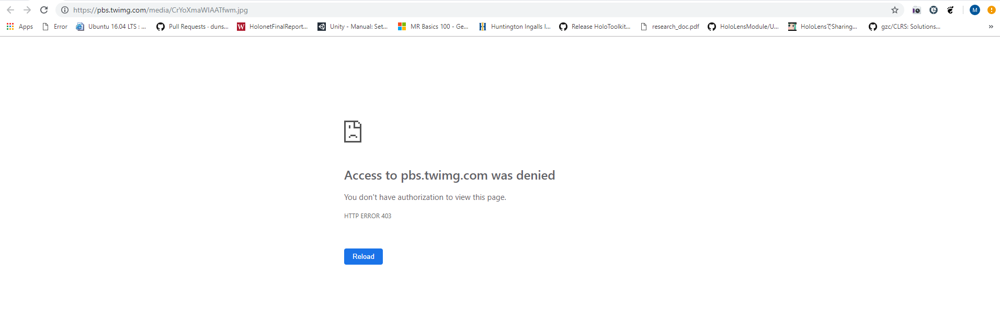 https://pbs.twimg.com/media/CrYoXmaWIAATfwm.jpg
M
Apps Error Ubuntu 16.04 LTS : ... Pull Requests · duns... W HolonetFinalReport... Unity - Manual: Set... MR Basics 100 - Ge... Huntington Ingalls I... Release HoloToolkit... research_doc.pdf HoloLensModule/U... HoloLensでSharing... gzc/CLRS: Solutions... »
Access to pbs.twimg.com was denied
You don't have authorization to view this page.
HTTP ERROR 403
Reload